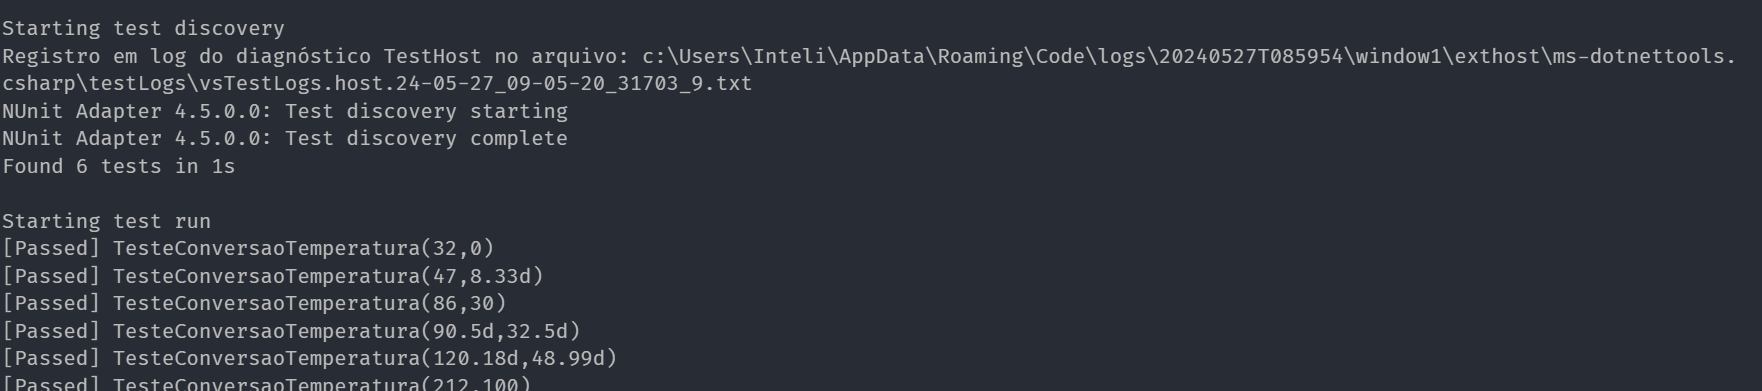 Starting test discovery
Registro em log do diagnóstico TestHost no arquivo: c:\Users\Inteli\AppData\Roaming\Code\logs\20240527T085954\window1\exthost\ms-dotnettools.
csharp\testLogs\vsTestLogs.host.24-05-27_09-05-20_31703_9.txt
NUnit Adapter 4.5.0.0: Test discovery starting
NUnit Adapter 4.5.0.0: Test discovery complete
Found 6 tests in 1s
Starting test run
[Passed] TesteConversaoTemperatura(32,0)
[Passed] TesteConversaoTemperatura(47,8.33d)
[Passed] TesteConversaoTemperatura(86,30)
[Passed] TesteConversaoTemperatura(90.5d,32.5d)
[Passed] TesteConversaoTemperatura(120.18d,48.99d)
[Passed] TesteConversaoTemperatura(212,100)